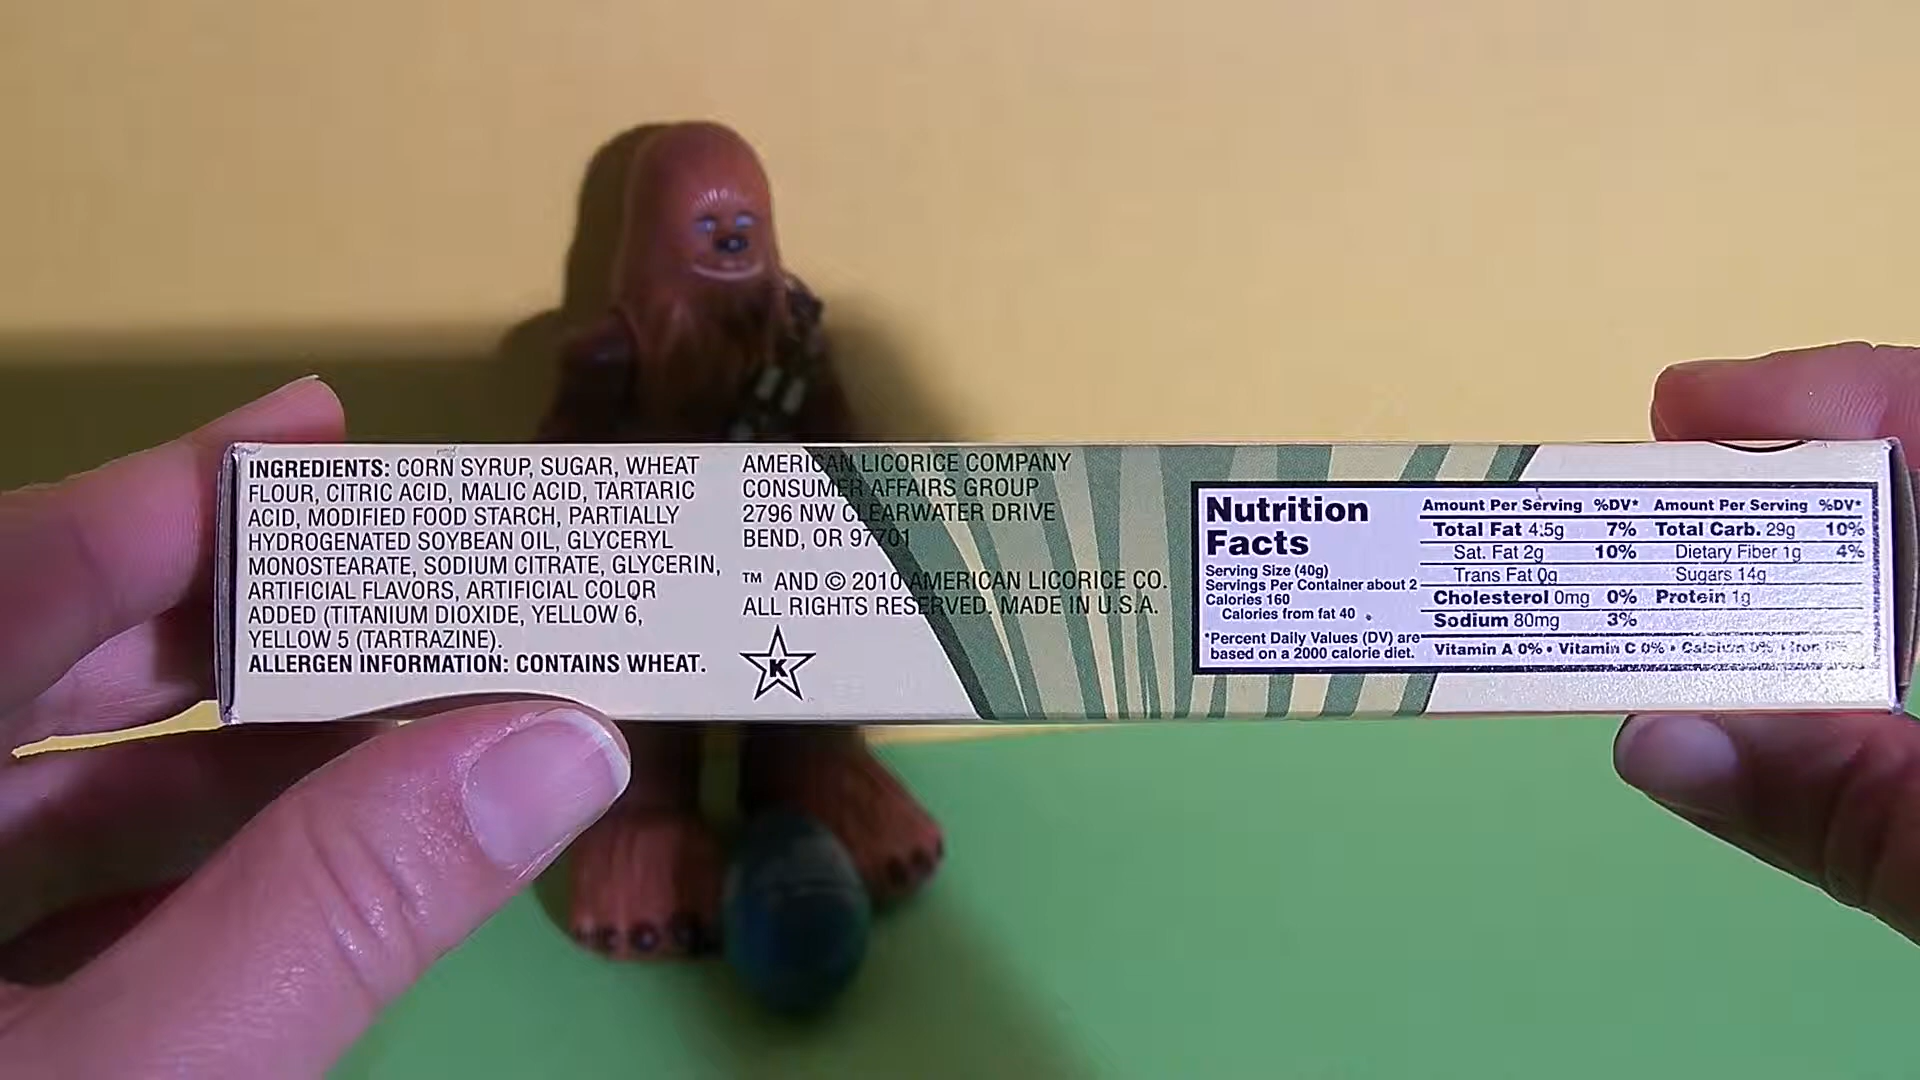 INGREDIENTS: CORN SYRUP, SUGAR, WHEAT
FLOUR, CITRIC ACID, MALIC ACID, TARTARIC
ACID, MODIFIED FOOD STARCH, PARTIALLY
HYDROGENATED SOYBEAN OIL, GLYCERYL
MONOSTEARATE, SODIUM CITRATE, GLYCERIN,
ARTIFICIAL FLAVORS, ARTIFICIAL COLOR
ADDED (TITANIUM DIOXIDE, YELLOW 6,
YELLOW 5 (TARTRAZINE).
ALLERGEN INFORMATION: CONTAINS WHEAT.
AMERICAN LICORICE COMPANY
CONSUMER AFFAIRS GROUP
2796 NW CLEARWATER DRIVE
BEND, OR 97701
™ AND © 2010 AMERICAN LICORICE CO.
ALL RIGHTS RESERVED. MADE IN U.S.A.
K
Nutrition
Facts
Serving Size (40g)
Servings Per Container about 2
Calories 160
Calories from fat 40
*Percent Daily Values (DV) are
based on a 2000 calorie diet.
Amount Per Serving %DV* Amount Per Serving %DV*
Total Fat 4.5g 7% Total Carb. 29g 10%
Sat. Fat 2g 10% Dietary Fiber 1g 4%
Trans Fat 0g Sugars 14g
Cholesterol 0mg 0% Protein 1g
Sodium 80mg 3%
Vitamin A 0% • Vitamin C 0% • Calcium 0% • Iron